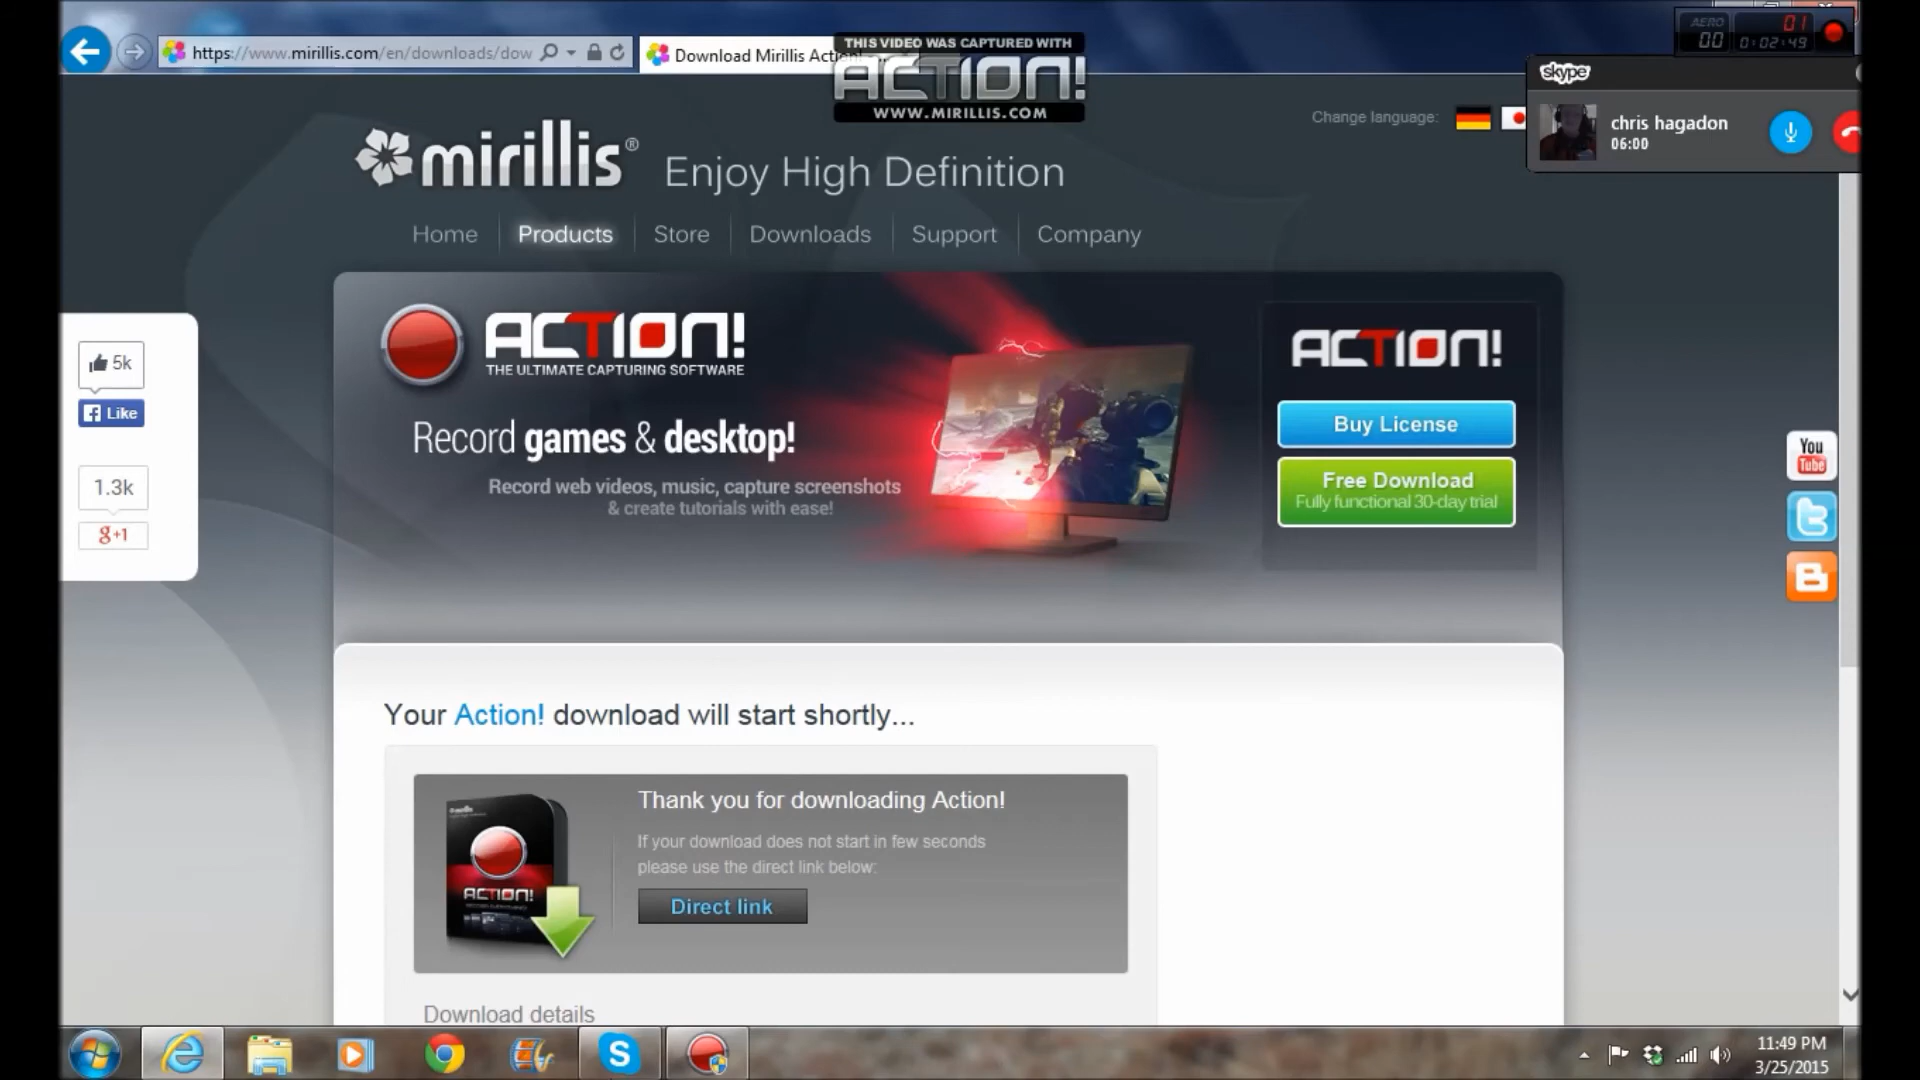 THIS VIDEO WAS CAPTURED WITH
ACTION!
WWW.MIRILLIS.COM
AERO
00
01
0:02:49
https://www.mirillis.com/en/downloads/dow
Download Mirillis Action!
skype
chris hagadon
06:00
Change language:
mirillis®
Enjoy High Definition
Home
Products
Store
Downloads
Support
Company
ACTION!
THE ULTIMATE CAPTURING SOFTWARE
Record games & desktop!
Record web videos, music, capture screenshots
& create tutorials with ease!
ACTION!
Buy License
Free Download
Fully functional 30-day trial
5k
Like
1.3k
g+1
You
Tube
Your Action! download will start shortly...
Thank you for downloading Action!
If your download does not start in few seconds
please use the direct link below:
Direct link
ACTION!
Download details
11:49 PM
3/25/2015